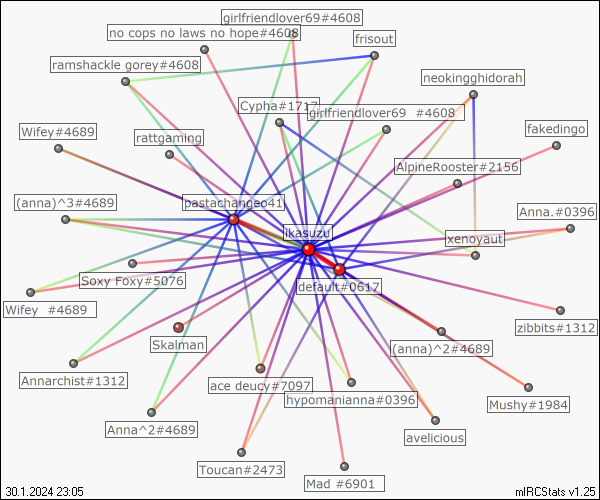 girlfriendlover69#4608
no cops no laws no hope#4608
frisout
ramshackle gorey#4608
neokingghidorah
Cypha#1717
girlfriendlover69 #4608
Wifey#4689
rattgaming
fakedingo
AlpineRooster#2156
(anna)^3#4689
pastachangeo41
Anna.#0396
ikasuzu
xenoyaut
Soxy Foxy#5076
default#0617
Wifey #4689
zibbits#1312
Skalman
(anna)^2#4689
Annarchist#1312
ace deucy#7097
hypomanianna#0396
Mushy#1984
Anna^2#4689
avelicious
Toucan#2473
Mad #6901
30.1.2024 23:05
mIRCStats v1.25